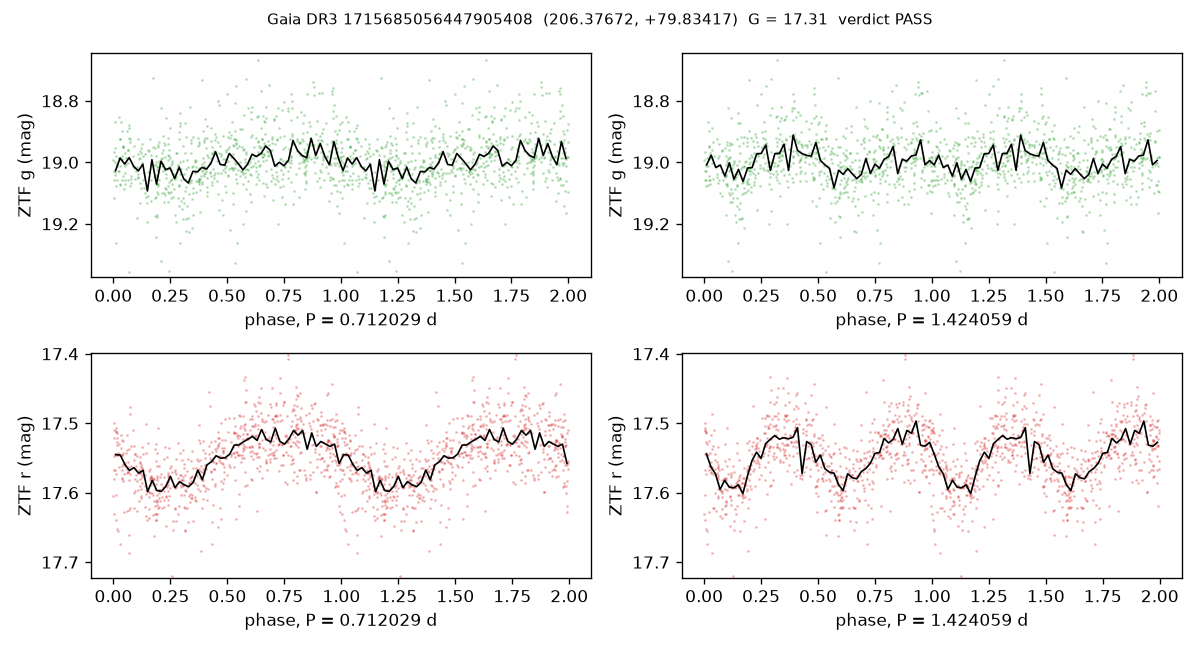 Gaia DR3 1715685056447905408 (206.37672, +79.83417) G = 17.31 verdict PASS
ZTF g (mag)
18.8
19.0
19.2
0.00 0.25 0.50 0.75 1.00 1.25 1.50 1.75 2.00
phase, P = 0.712029 d
ZTF g (mag)
18.8
19.0
19.2
0.00 0.25 0.50 0.75 1.00 1.25 1.50 1.75 2.00
phase, P = 1.424059 d
ZTF r (mag)
17.4
17.5
17.6
17.7
0.00 0.25 0.50 0.75 1.00 1.25 1.50 1.75 2.00
phase, P = 0.712029 d
ZTF r (mag)
17.4
17.5
17.6
17.7
0.00 0.25 0.50 0.75 1.00 1.25 1.50 1.75 2.00
phase, P = 1.424059 d